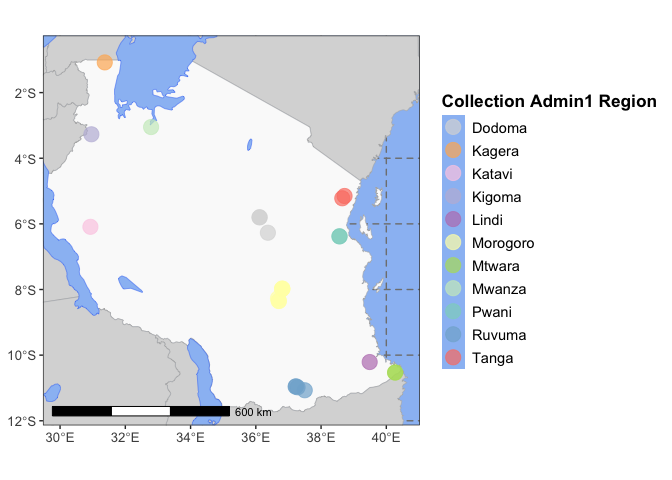 Collection Admin1 Region
Dodoma
Kagera
Katavi
Kigoma
Lindi
Morogoro
Mtwara
Mwanza
Pwani
Ruvuma
Tanga
2°S
4°S
6°S
8°S
10°S
12°S
600 km
30°E 32°E 34°E 36°E 38°E 40°E